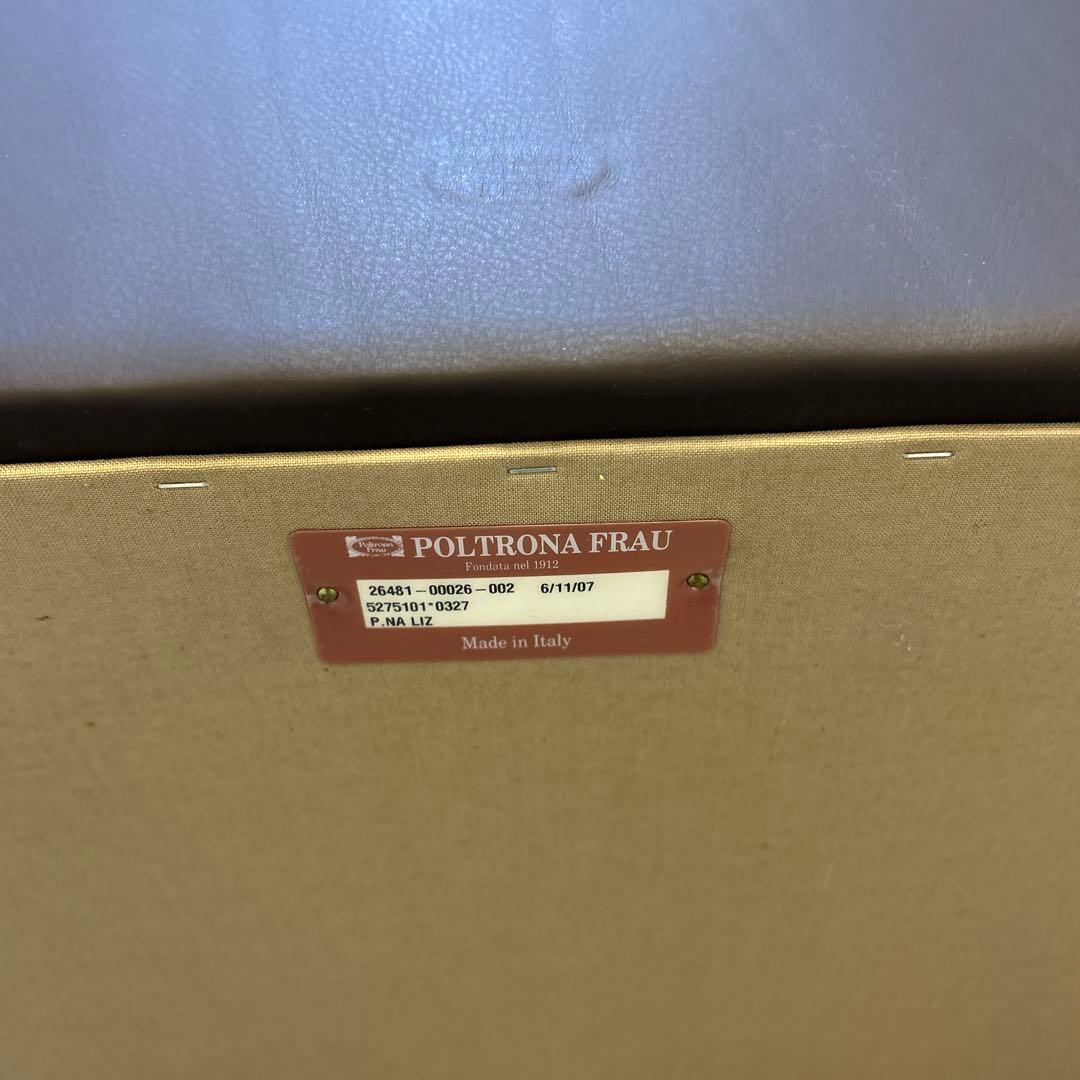 Poltrona
Frau
POLTRONA FRAU
Fondata nel 1912
26481-00026-002 6/11/07
5275101*0327
P.NA LIZ
Made in Italy